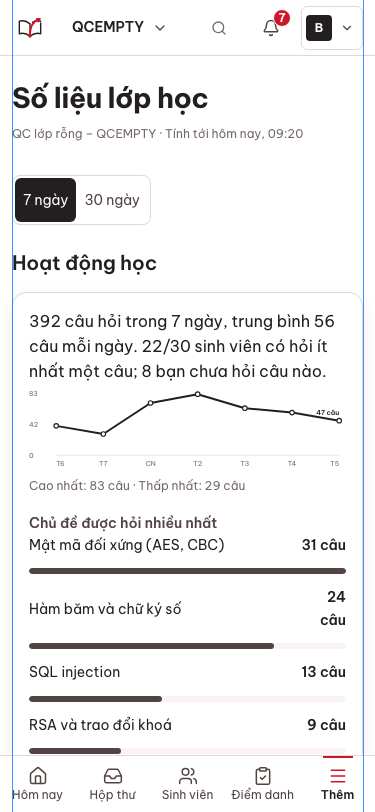 QCEMPTY
7
B
Số liệu lớp học
QC lớp rỗng – QCEMPTY · Tính tới hôm nay, 09:20
7 ngày
30 ngày
Hoạt động học
392 câu hỏi trong 7 ngày, trung bình 56
câu mỗi ngày. 22/30 sinh viên có hỏi ít
nhất một câu; 8 bạn chưa hỏi câu nào.
83
42
0
47 câu
T6
T7
CN
T2
T3
T4
T5
Cao nhất: 83 câu · Thấp nhất: 29 câu
Chủ đề được hỏi nhiều nhất
Mật mã đối xứng (AES, CBC)
31 câu
Hàm băm và chữ ký số
24
câu
SQL injection
13 câu
RSA và trao đổi khoá
9 câu
Hôm nay
Hộp thư
Sinh viên
Điểm danh
Thêm